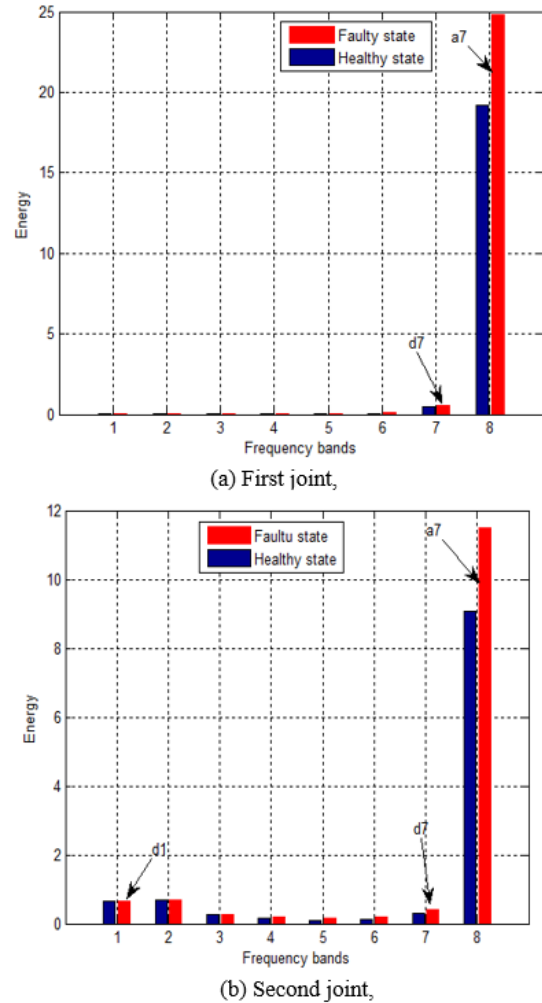 25
Faulty state
Healthy state
a7
20
15
Energy
10
5
d7
0
1 2 3 4 5 6 7 8
Frequency bands
(a) First joint,
12
Faultu state
Healthy state
a7
10
8
Energy
6
4
2
d1
d7
0
1 2 3 4 5 6 7 8
Frequency bands
(b) Second joint,